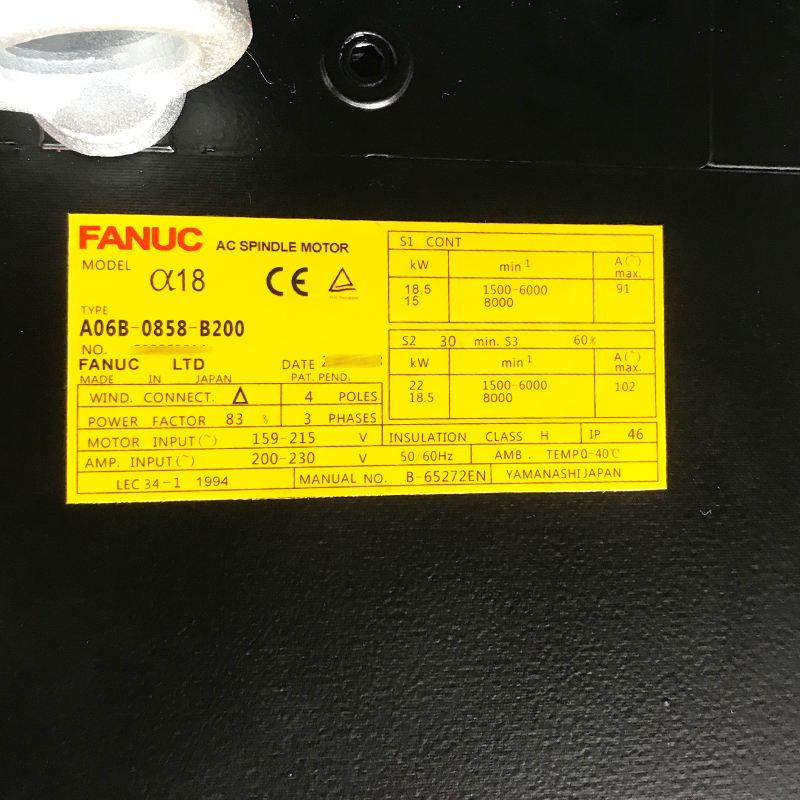 FANUC AC SPINDLE MOTOR
MODEL α18 CE
TYPE
A06B-0858-B200
NO.
FANUC LTD DATE
MADE IN JAPAN PAT. PEND.
WIND. CONNECT. Δ 4 POLES
POWER FACTOR 83 % 3 PHASES
MOTOR INPUT(~) 159-215 V
AMP. INPUT(~) 200-230 V 50/60Hz
LEC 34-1 1994
MANUAL NO. B-65272EN
S1 CONT
kW min 1 A(~) max.
18.5 1500-6000 91
15 8000
S2 30 min. S3 60%
kW min 1 A(~) max.
22 1500-6000 102
18.5 8000
INSULATION CLASS H IP 46
AMB. TEMP0-40℃
YAMANASHI JAPAN